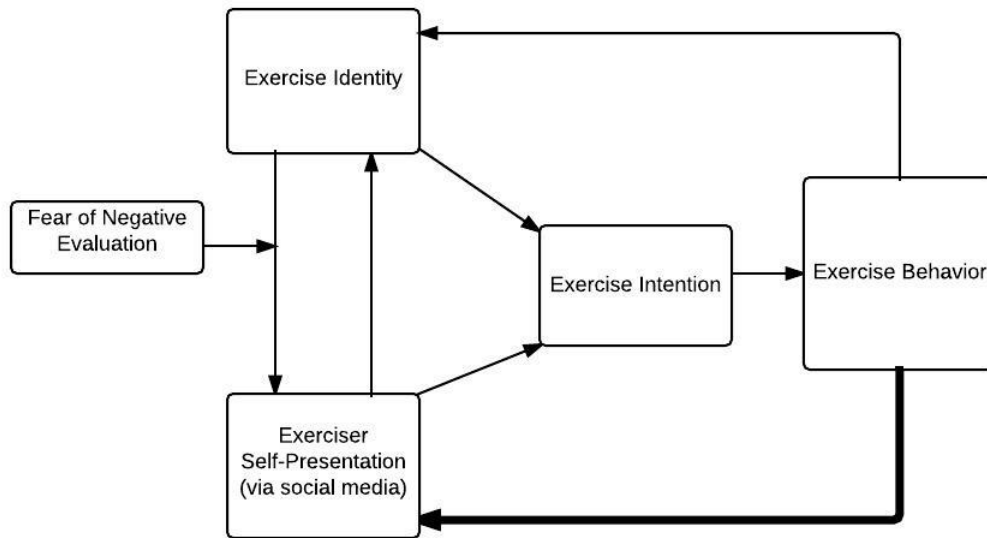 Exercise Identity
Fear of Negative
Evaluation
Exercise Intention
Exercise Behavior
Exerciser
Self-Presentation
(via social media)